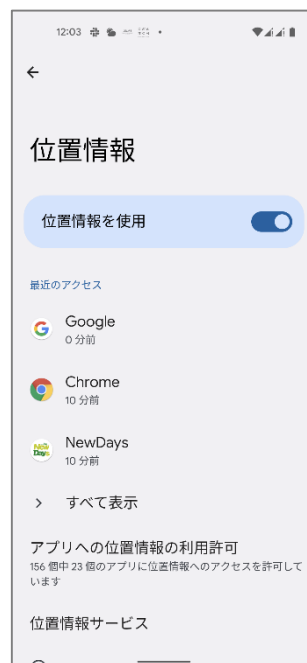 12:03
位置情報
位置情報を使用
最近のアクセス
Google
0 分前
Chrome
10 分前
New
Days
NewDays
10 分前
すべて表示
アプリへの位置情報の利用許可
156 個中 23 個のアプリに位置情報へのアクセスを許可して
います
位置情報サービス